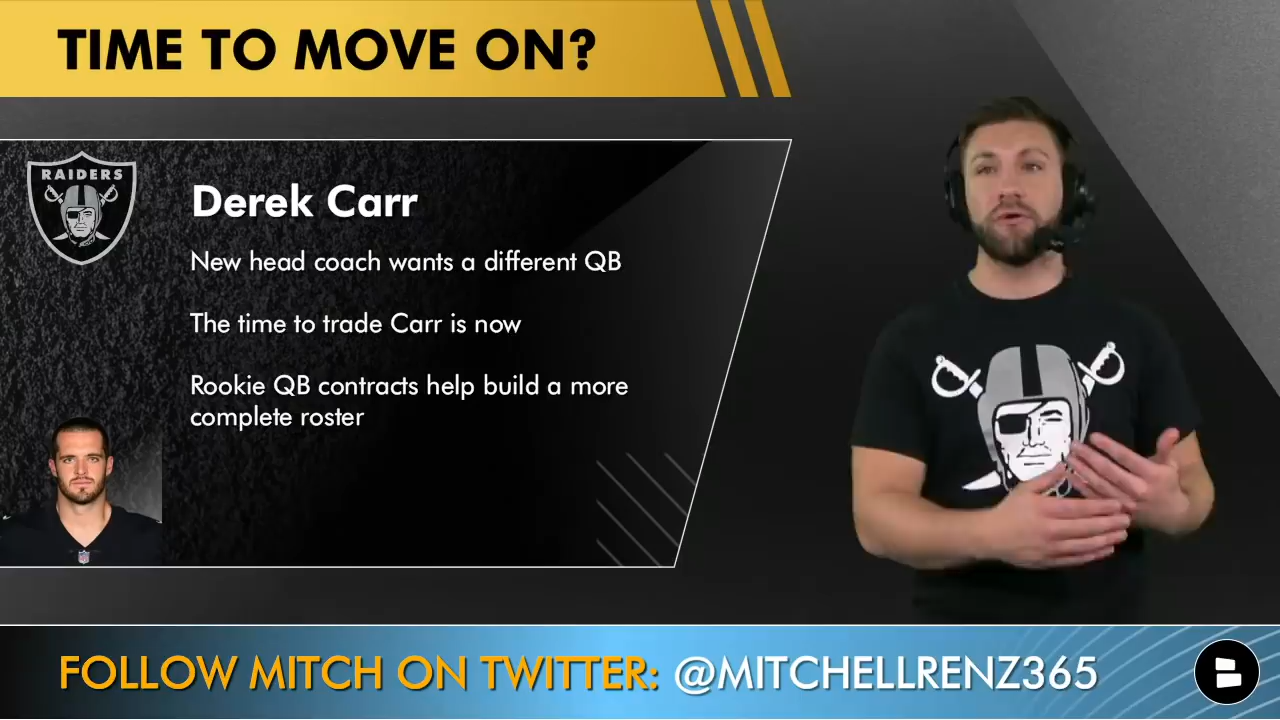 TIME TO MOVE ON?
RAIDERS
Derek Carr
New head coach wants a different QB
The time to trade Carr is now
Rookie QB contracts help build a more
complete roster
FOLLOW MITCH ON TWITTER: @MITCHELLRENZ365